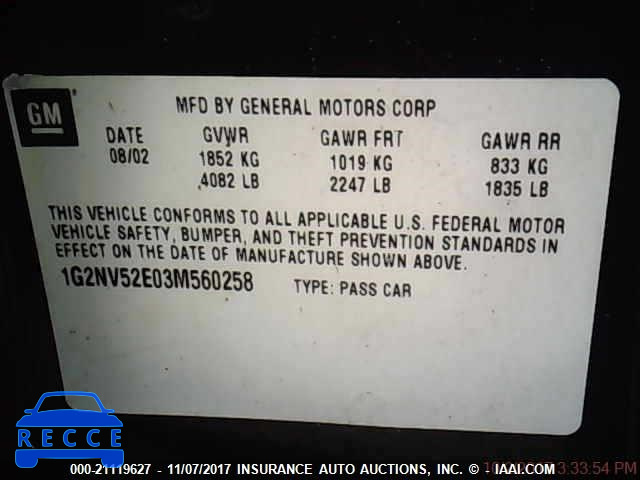 GM
MFD BY GENERAL MOTORS CORP
DATE GVWR GAWR FRT GAWR RR
08/02 1852 KG 1019 KG 833 KG
4082 LB 2247 LB 1835 LB
THIS VEHICLE CONFORMS TO ALL APPLICABLE U.S. FEDERAL MOTOR
VEHICLE SAFETY, BUMPER, AND THEFT PREVENTION STANDARDS IN
EFFECT ON THE DATE OF MANUFACTURE SHOWN ABOVE.
1G2NV52E03M560258 TYPE: PASS CAR
RECCE
000-21119627 - 11/07/2017 INSURANCE AUTO AUCTIONS, INC. - © IAAI.COM
3:33:54 PM